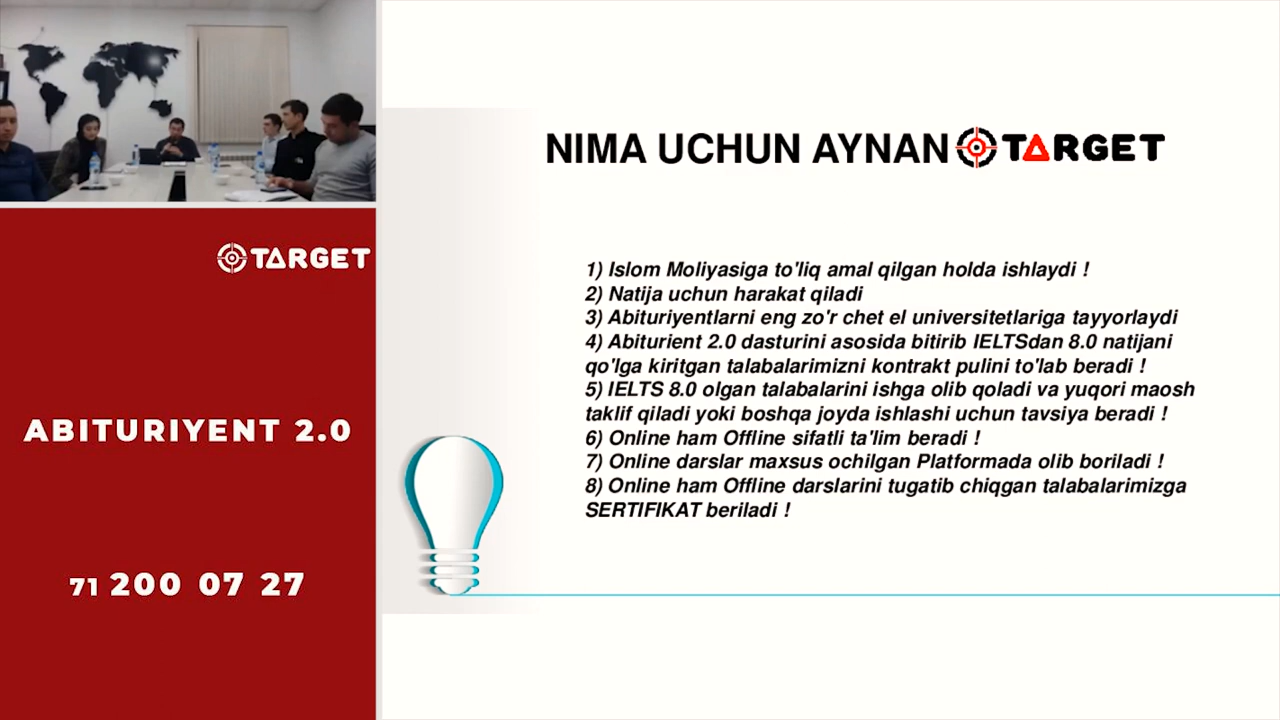 TARGET
ABITURIYENT 2.0
71 200 07 27
NIMA UCHUN AYNAN TARGET
1) Islom Moliyasiga to'liq amal qilgan holda ishlaydi !
2) Natija uchun harakat qiladi
3) Abituriyentlarni eng zo'r chet el universitetlariga tayyorlaydi
4) Abiturient 2.0 dasturini asosida bitirib IELTSdan 8.0 natijani
qo'lga kiritgan talabalarimizni kontrakt pulini to'lab beradi !
5) IELTS 8.0 olgan talabalarini ishga olib qoladi va yuqori maosh
taklif qiladi yoki boshqa joyda ishlashi uchun tavsiya beradi !
6) Online ham Offline sifatli ta'lim beradi !
7) Online darslar maxsus ochilgan Platformada olib boriladi !
8) Online ham Offline darslarini tugatib chiqgan talabalarimizga
SERTIFIKAT beriladi !